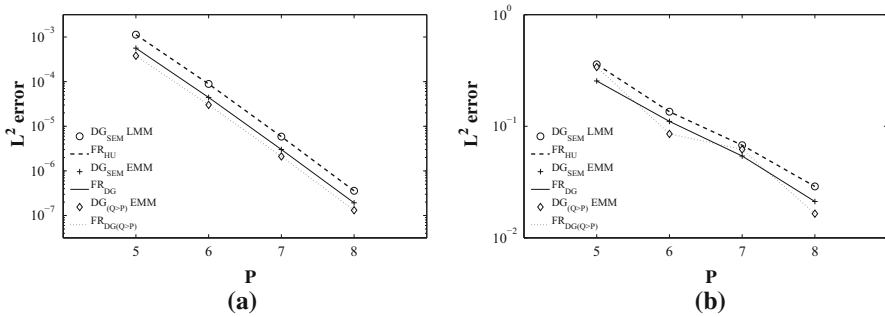 10^-3
10^-4
10^-5
10^-6
10^-7
L^2 error
DG_SEM LMM
FR_HU
DG_SEM EMM
FR_DG
DG_(Q>P) EMM
FR_DG(Q>P)
5 6 7 8
P
(a)
10^0
10^-1
10^-2
L^2 error
DG_SEM LMM
FR_HU
DG_SEM EMM
FR_DG
DG_(Q>P) EMM
FR_DG(Q>P)
5 6 7 8
P
(b)